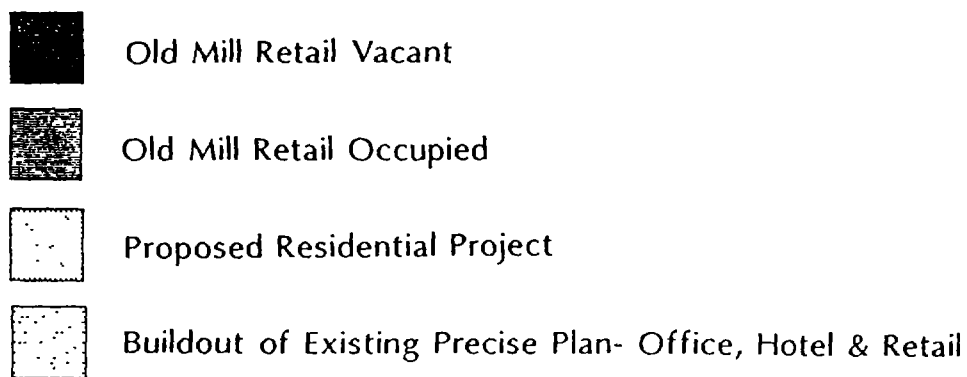 Old Mill Retail Vacant
Old Mill Retail Occupied
Proposed Residential Project
Buildout of Existing Precise Plan- Office, Hotel & Retail